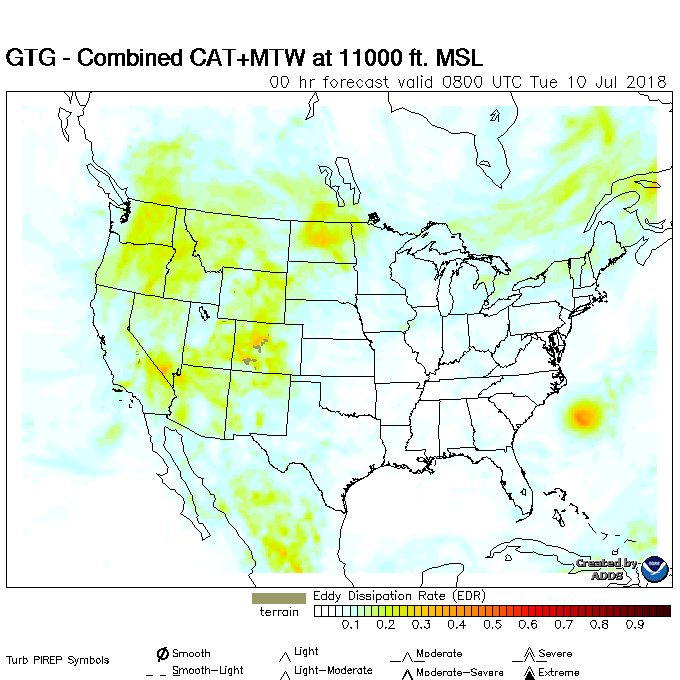 GTG - Combined CAT+MTW at 11000 ft. MSL
00 hr forecast valid 0800 UTC Tue 10 Jul 2018
Created by
ADDS
Eddy Dissipation Rate (EDR)
terrain
0.1 0.2 0.3 0.4 0.5 0.6 0.7 0.8 0.9
Turb PIREP Symbols
Smooth Light Moderate Severe
Smooth-Light Light-Moderate Moderate-Severe Extreme